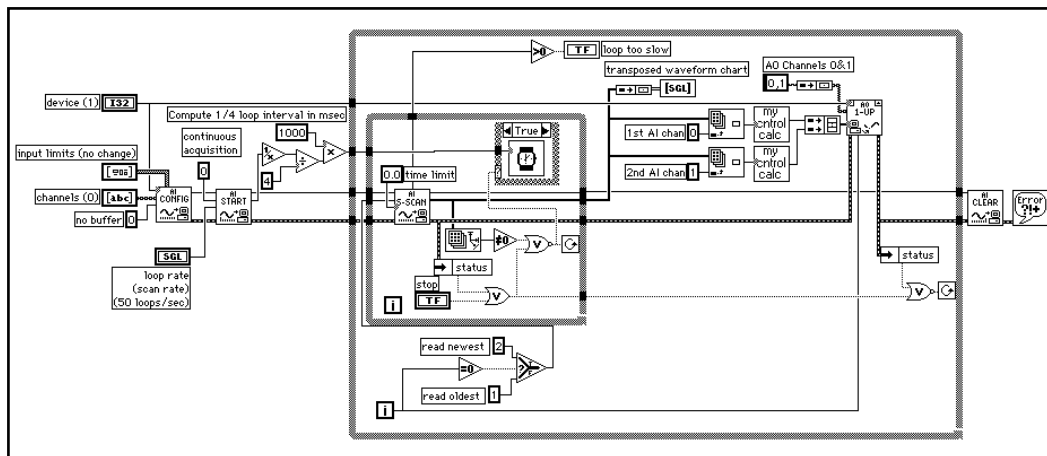 >0
TF
loop too slow
transposed waveform chart
[SGL]
AO Channels 0&1
0,1
AO
1-UP
device (1)
I32
Compute 1/4 loop interval in msec
1000
continuous
acquisition
0
1/x
÷
x
4
input limits (no change)
channels (0)
[abc]
no buffer
0
AI
CONFIG
AI
START
SGL
loop rate
(scan rate)
(50 loops/sec)
True
0.0
time limit
AI
S-SCAN
≠0
V
status
stop
TF
V
i
1st AI chan
0
my
cntrol
calc
2nd AI chan
1
my
cntrol
calc
AI
CLEAR
Error
?!+
status
V
read newest
2
=0
?
read oldest
1
i